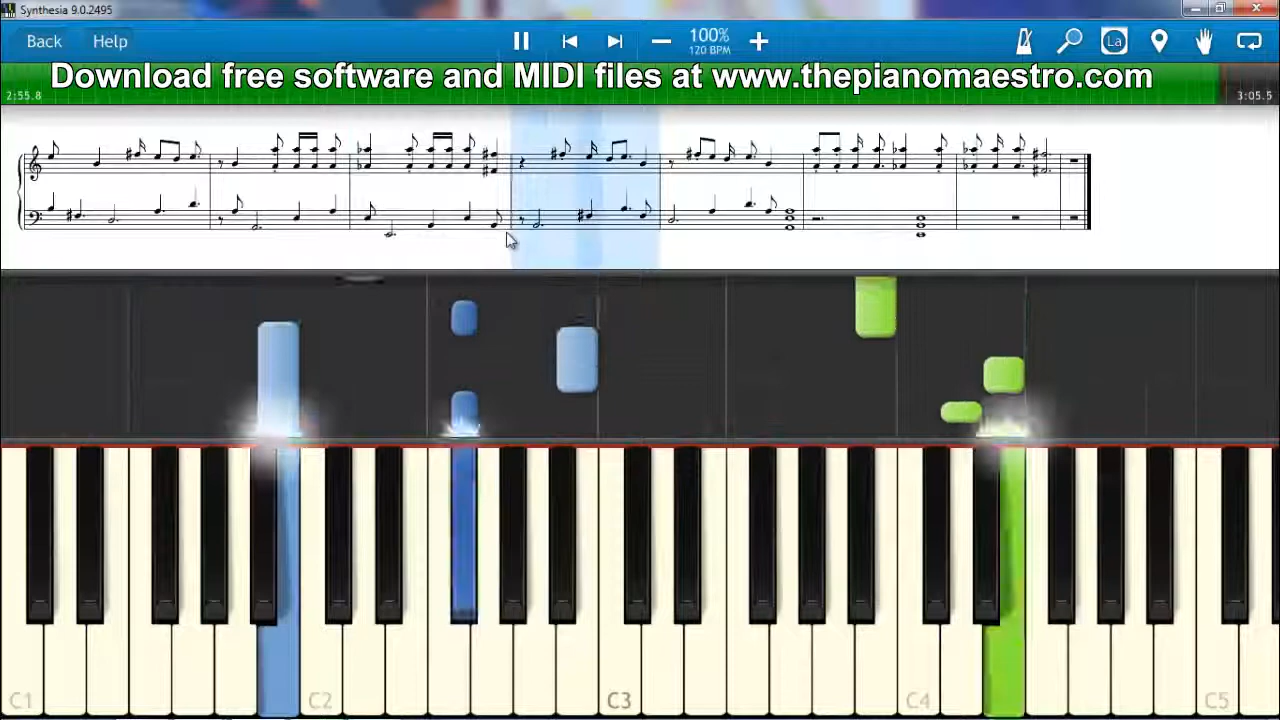 Synthesia 9.0.2495
Back Help 100% La
120 BPM
Download free software and MIDI files at www.thepianomaestro.com
2:55.8 3:05.5
C1 C2 C3 C4 C5